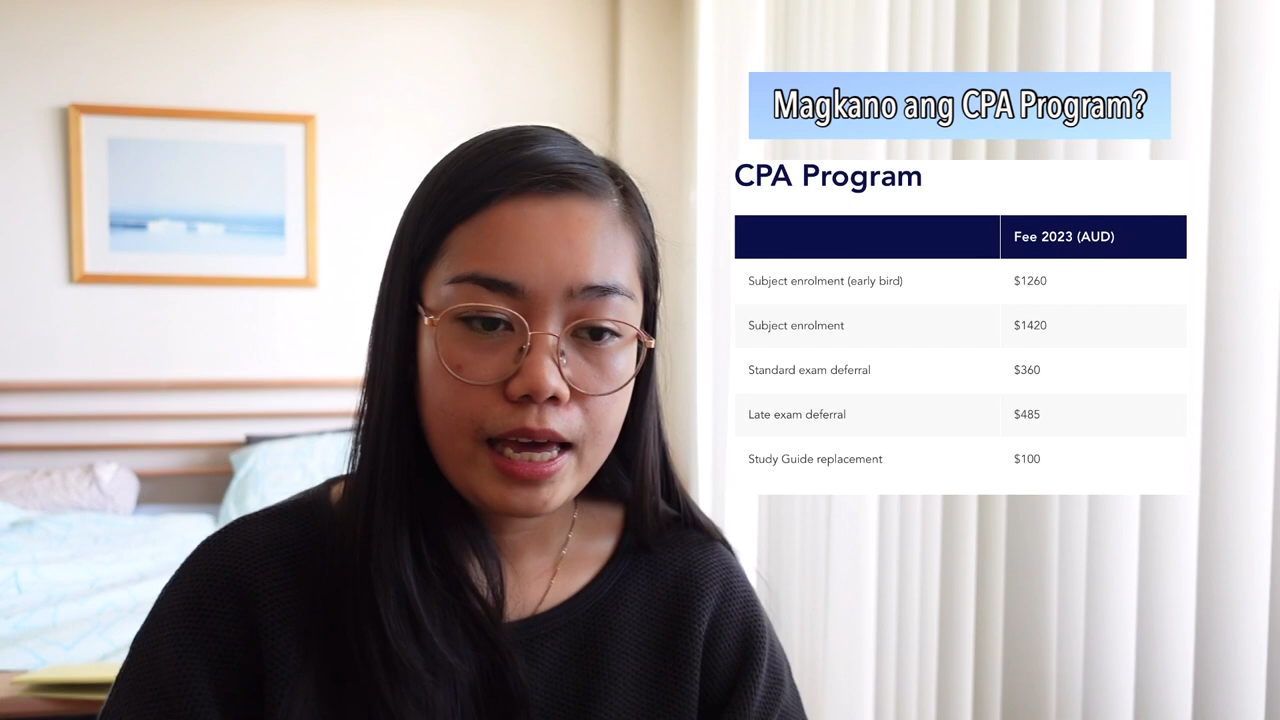 Magkano ang CPA Program?
CPA Program
Fee 2023 (AUD)
Subject enrolment (early bird) $1260
Subject enrolment $1420
Standard exam deferral $360
Late exam deferral $485
Study Guide replacement $100